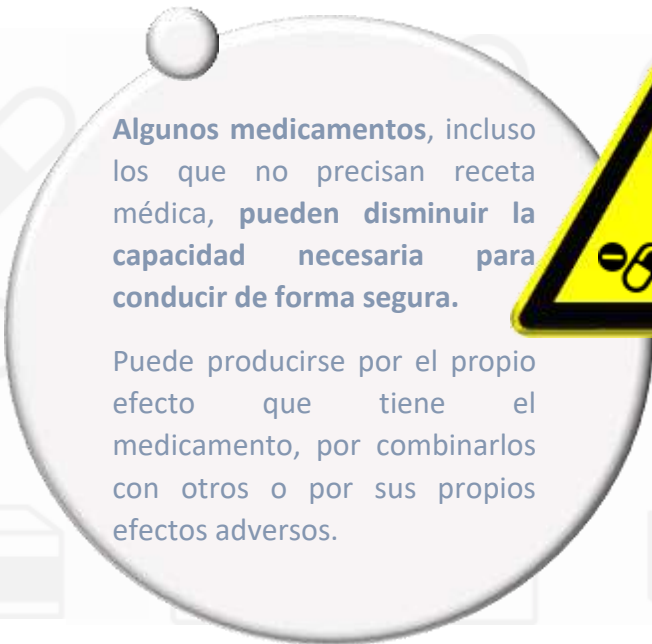 Algunos medicamentos, incluso
los que no precisan receta
médica, pueden disminuir la
capacidad necesaria para
conducir de forma segura.
Puede producirse por el propio
efecto que tiene el
medicamento, por combinarlos
con otros o por sus propios
efectos adversos.